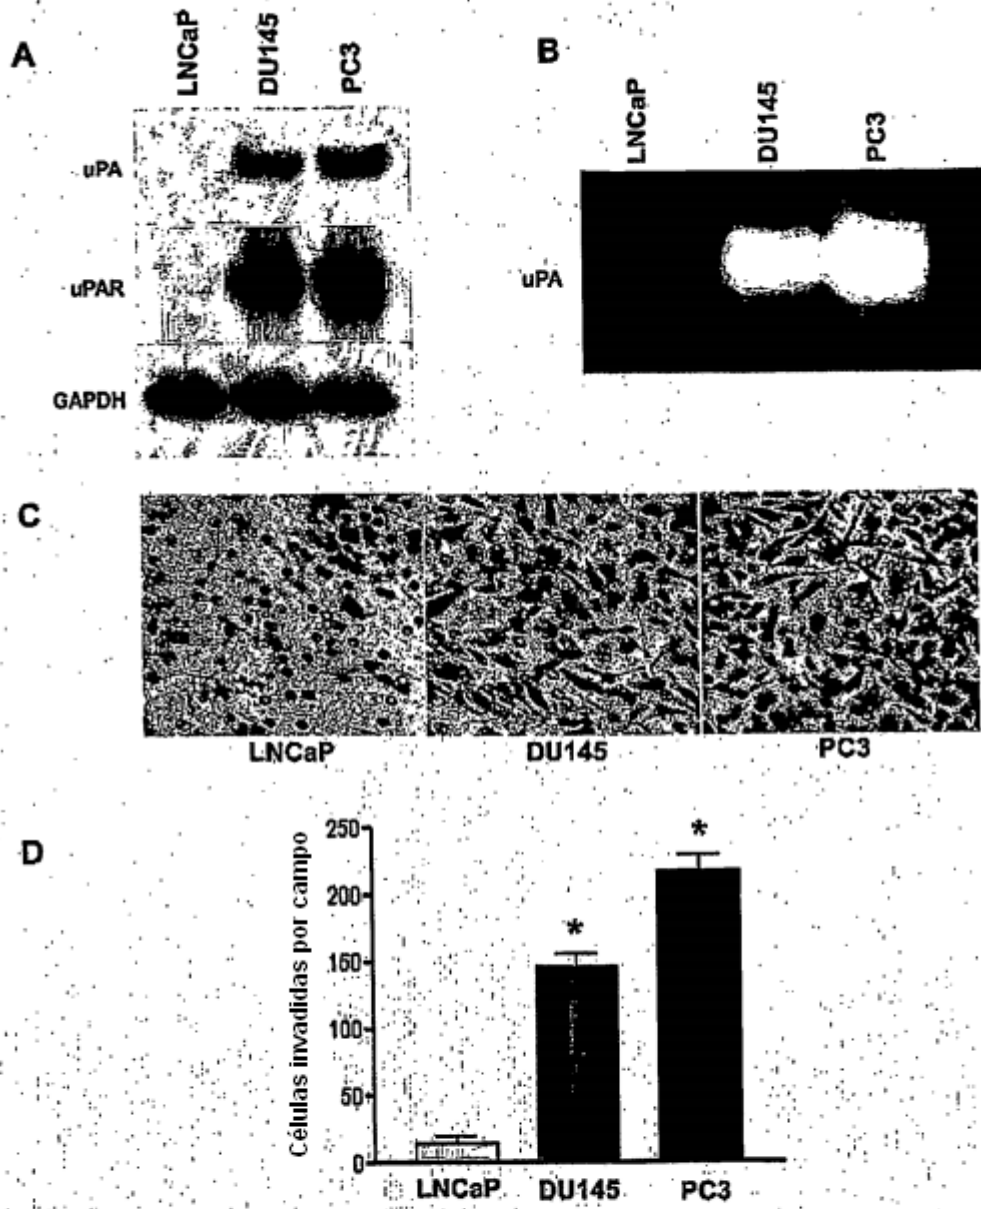 A
LNCaP
DU145
PC3
uPA
uPAR
GAPDH
B
LNCaP
DU145
PC3
uPA
C
LNCaP
DU145
PC3
D
Células invadidas por campo
250
200
150
100
50
0
*
*
LNCaP
DU145
PC3